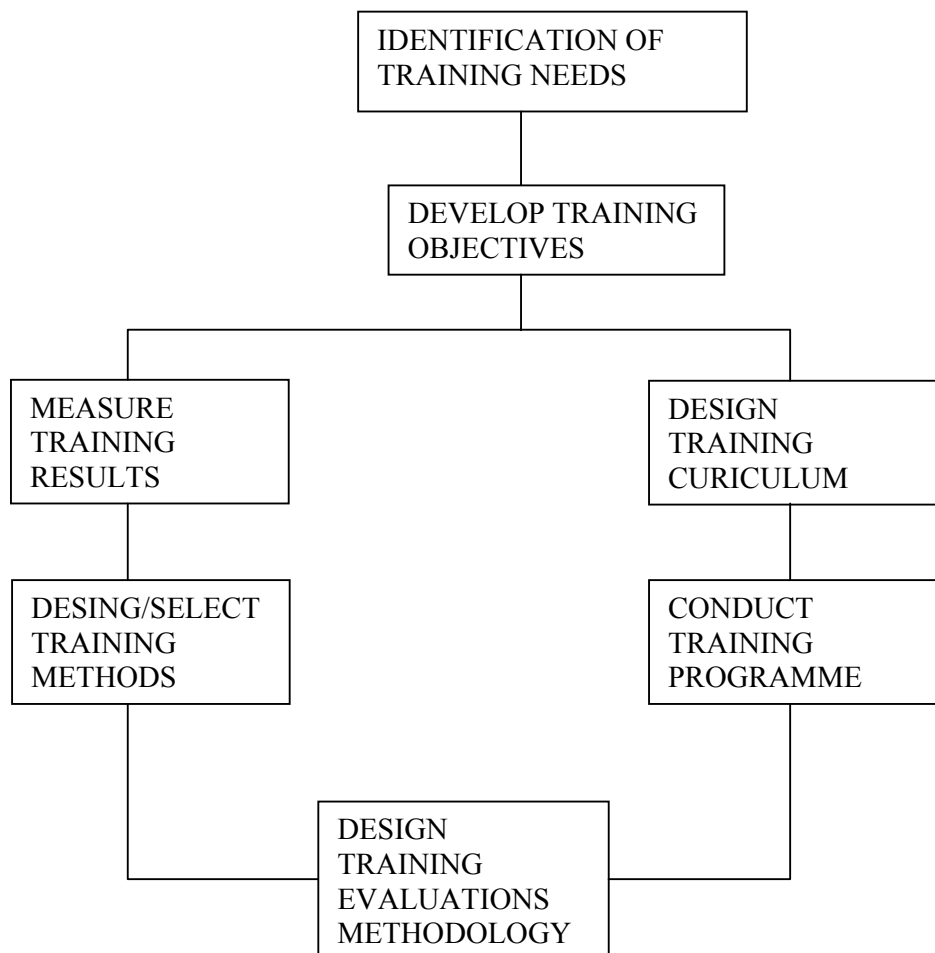 IDENTIFICATION OF
TRAINING NEEDS
DEVELOP TRAINING
OBJECTIVES
MEASURE
TRAINING
RESULTS
DESIGN
TRAINING
CURICULUM
DESING/SELECT
TRAINING
METHODS
CONDUCT
TRAINING
PROGRAMME
DESIGN
TRAINING
EVALUATIONS
METHODOLOGY